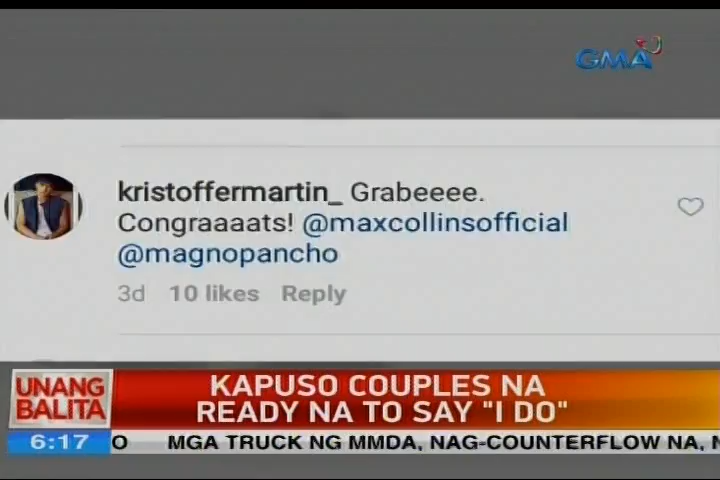 GMA
kristoffermartin_ Grabeeee.
Congraaaats! @maxcollinsofficial
@magnopancho
3d 10 likes Reply
UNANG
BALITA
KAPUSO COUPLES NA
READY NA TO SAY "I DO"
6:17 O MGA TRUCK NG MMDA, NAG-COUNTERFLOW NA, N